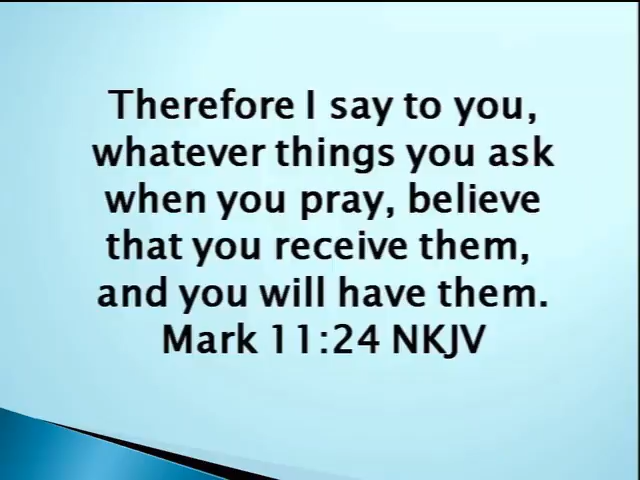 Therefore I say to you,
whatever things you ask
when you pray, believe
that you receive them,
and you will have them.
Mark 11:24 NKJV